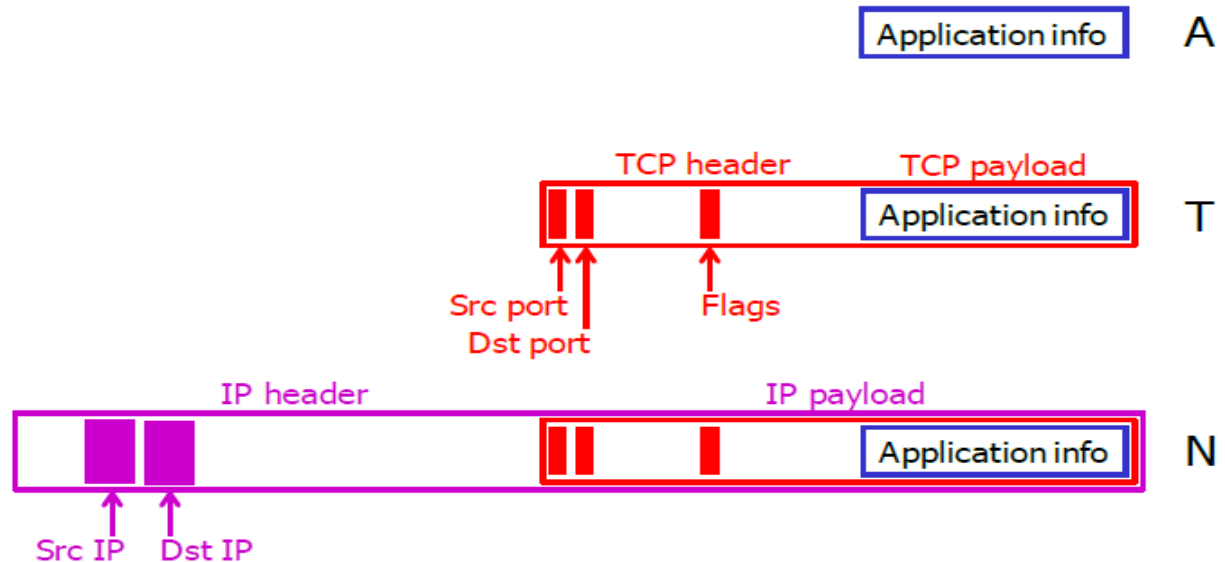 Application info A
TCP header TCP payload
Application info T
Src port Flags
Dst port
IP header IP payload
Application info N
Src IP Dst IP